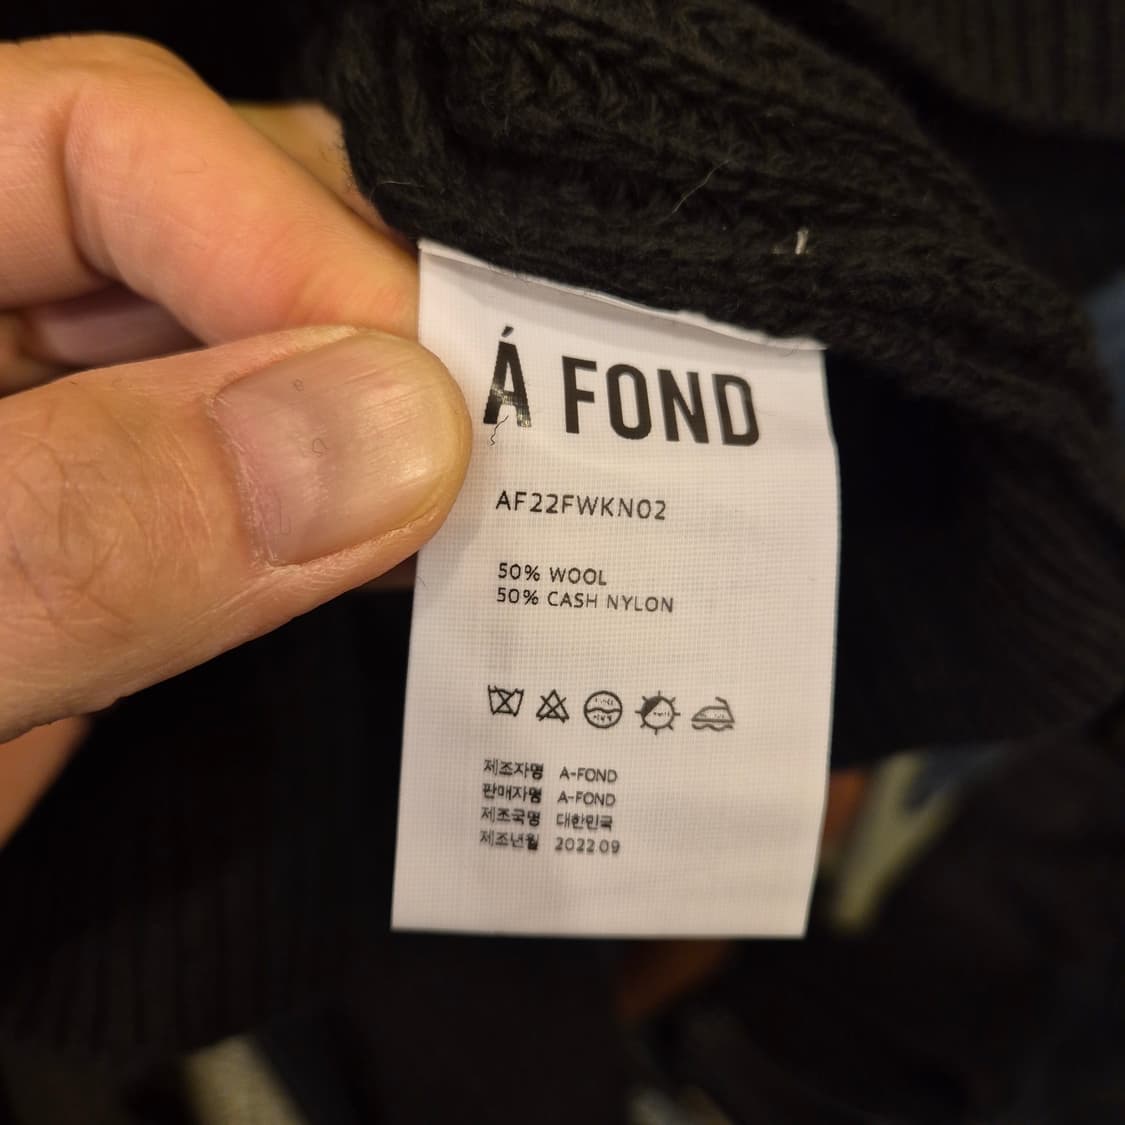 Á FOND
AF22FWKN02
50% WOOL
50% CASH NYLON
제조자명 A-FOND
판매자명 A-FOND
제조국명 대한민국
제조년월 2022 09